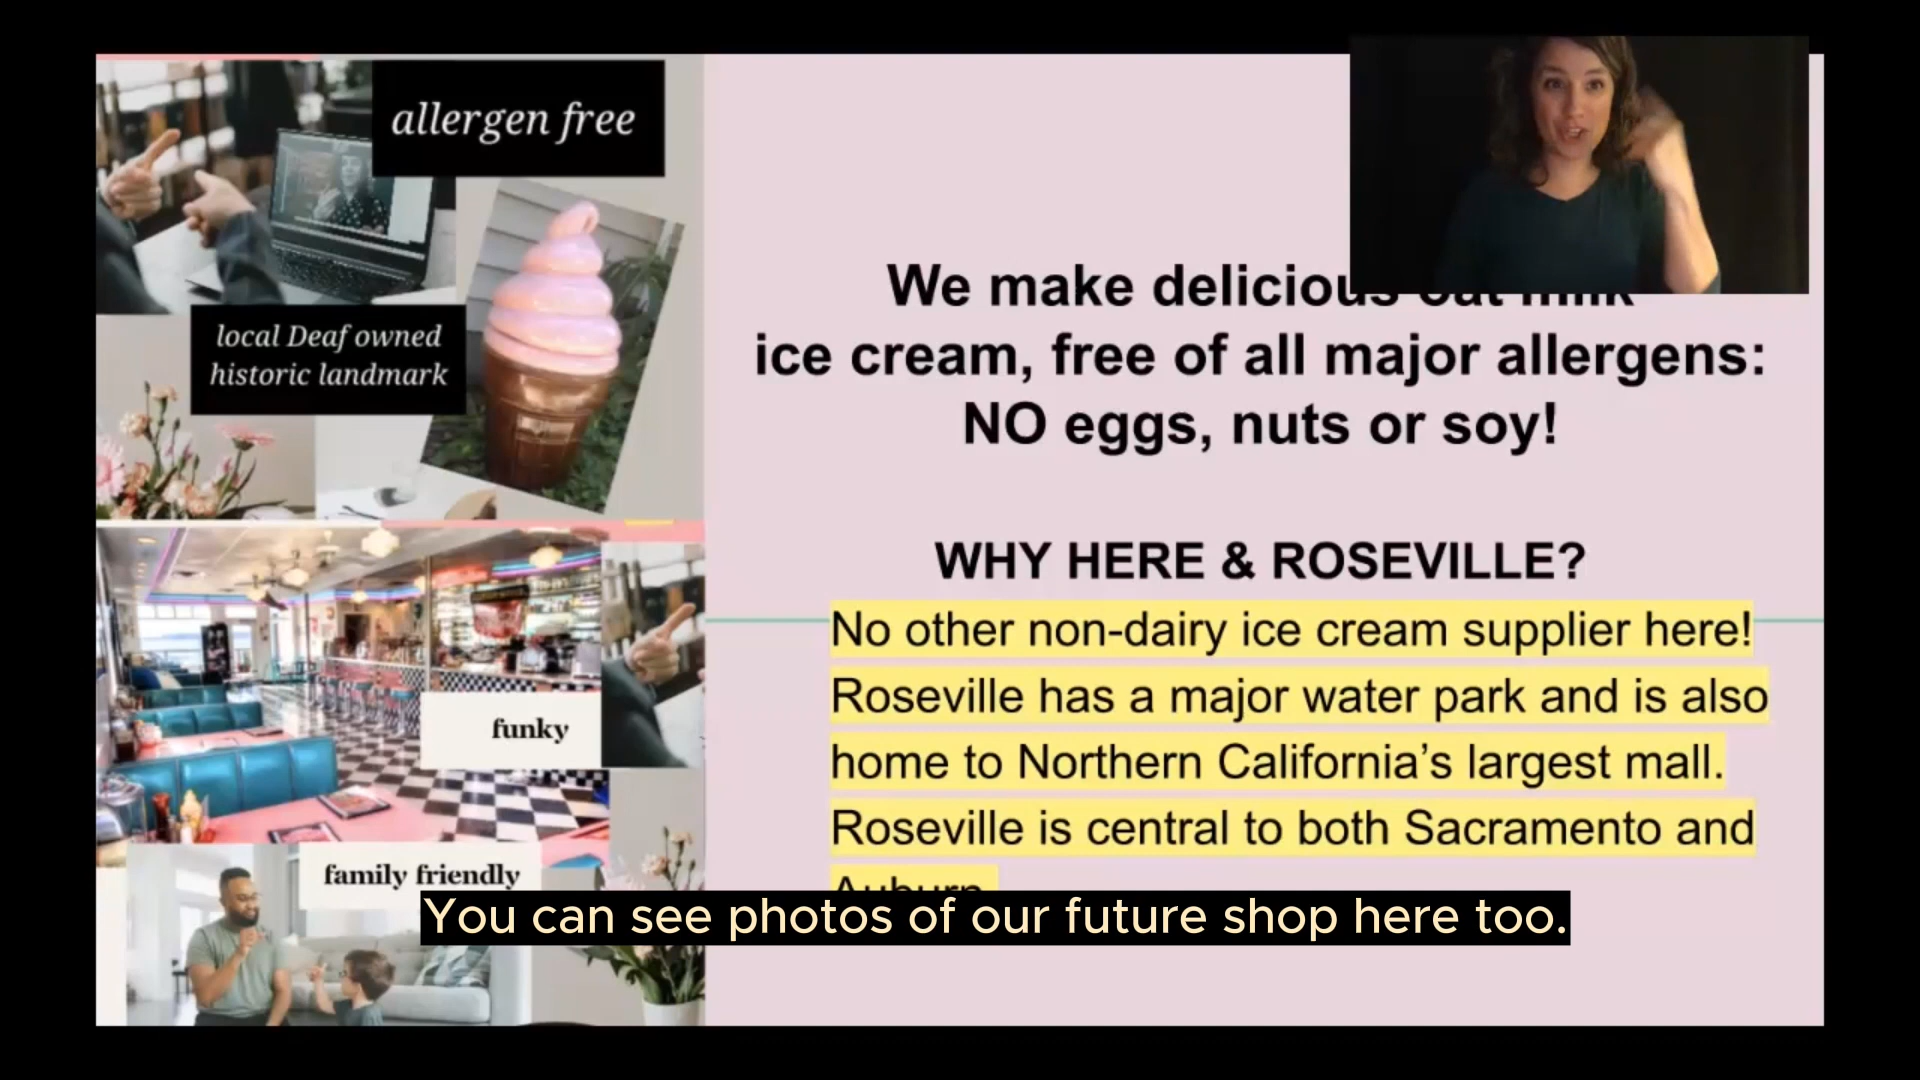 allergen free
local Deaf owned
historic landmark
funky
family friendly
We make delicious oat milk
ice cream, free of all major allergens:
NO eggs, nuts or soy!
WHY HERE & ROSEVILLE?
No other non-dairy ice cream supplier here!
Roseville has a major water park and is also
home to Northern California’s largest mall.
Roseville is central to both Sacramento and
Auburn.
You can see photos of our future shop here too.